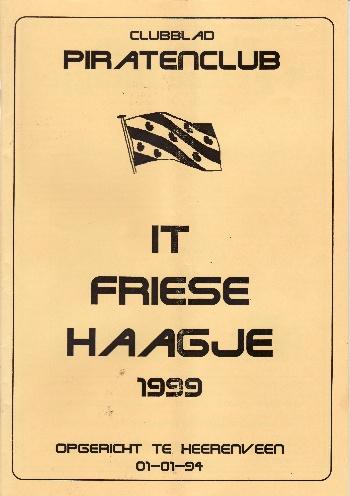 CLUBBLAD
PIRATENCLUB
IT
FRIESE
HAAGJE
1999
OPGERICHT TE HEERENVEEN
01-01-94